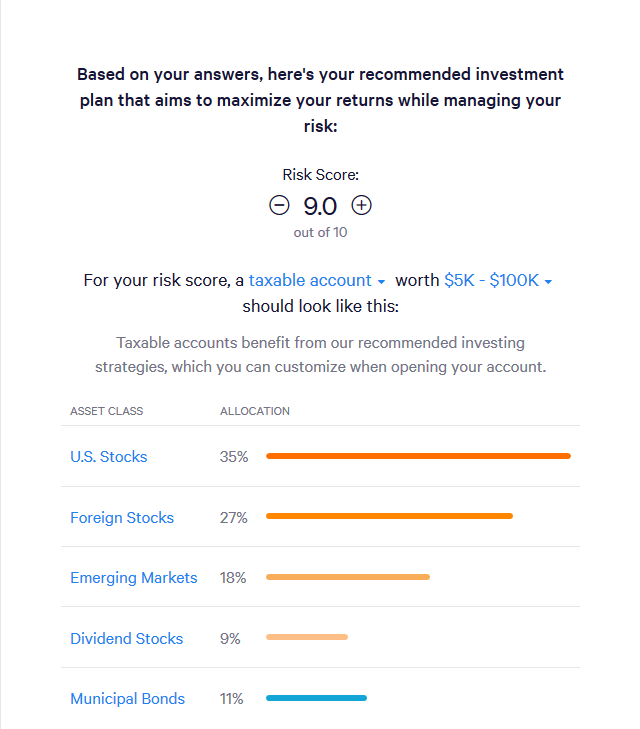 Based on your answers, here's your recommended investment
plan that aims to maximize your returns while managing your
risk:
Risk Score:
9.0
out of 10
For your risk score, a taxable account worth $5K - $100K
should look like this:
Taxable accounts benefit from our recommended investing
strategies, which you can customize when opening your account.
ASSET CLASS ALLOCATION
U.S. Stocks 35%
Foreign Stocks 27%
Emerging Markets 18%
Dividend Stocks 9%
Municipal Bonds 11%